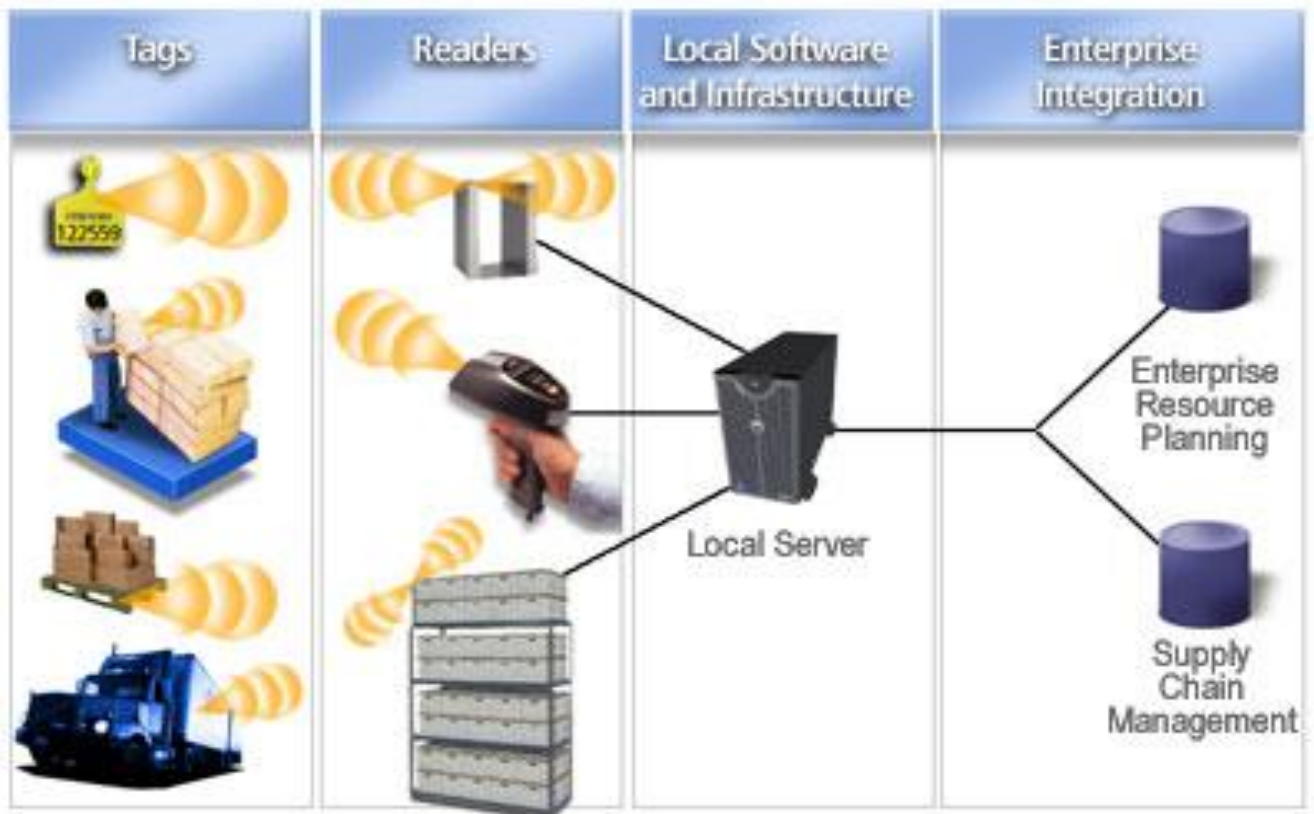 Tags
Readers
Local Software
and Infrastructure
Enterprise
Integration
122559
Enterprise
Resource
Planning
Local Server
Supply
Chain
Management